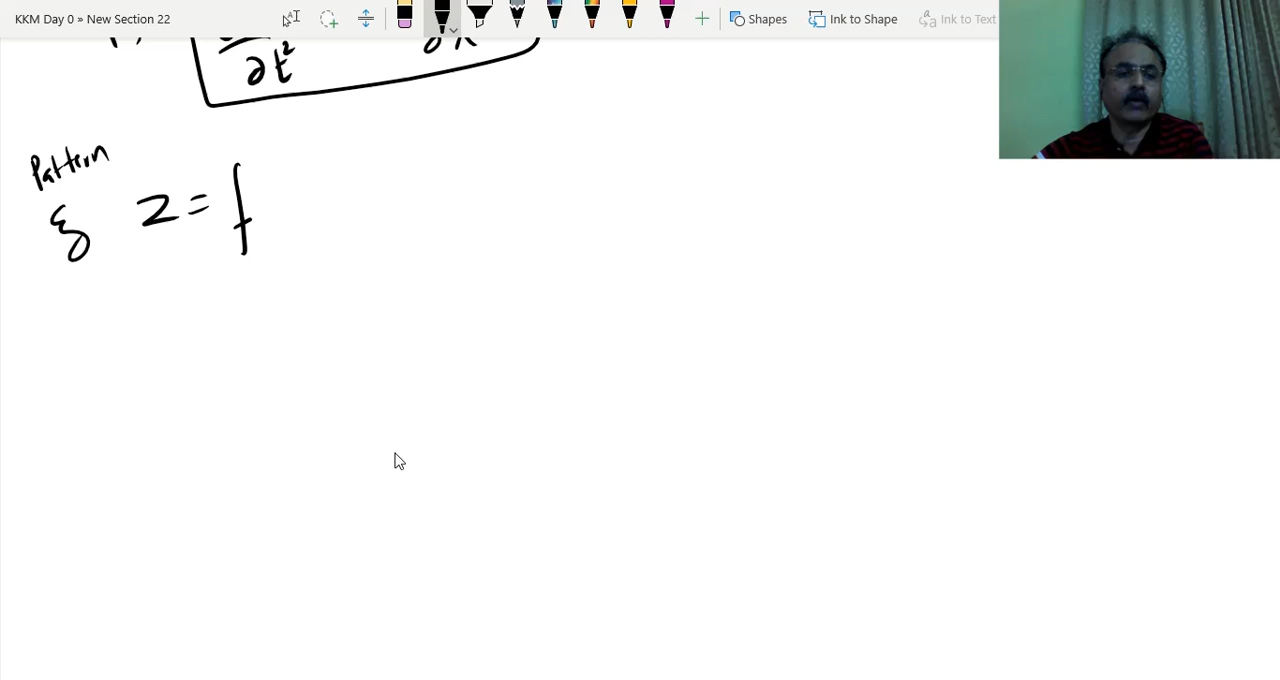 KKM Day 0 » New Section 22
Shapes
Ink to Shape
Ink to Text
∂t²
∂x
Pattern
z = f